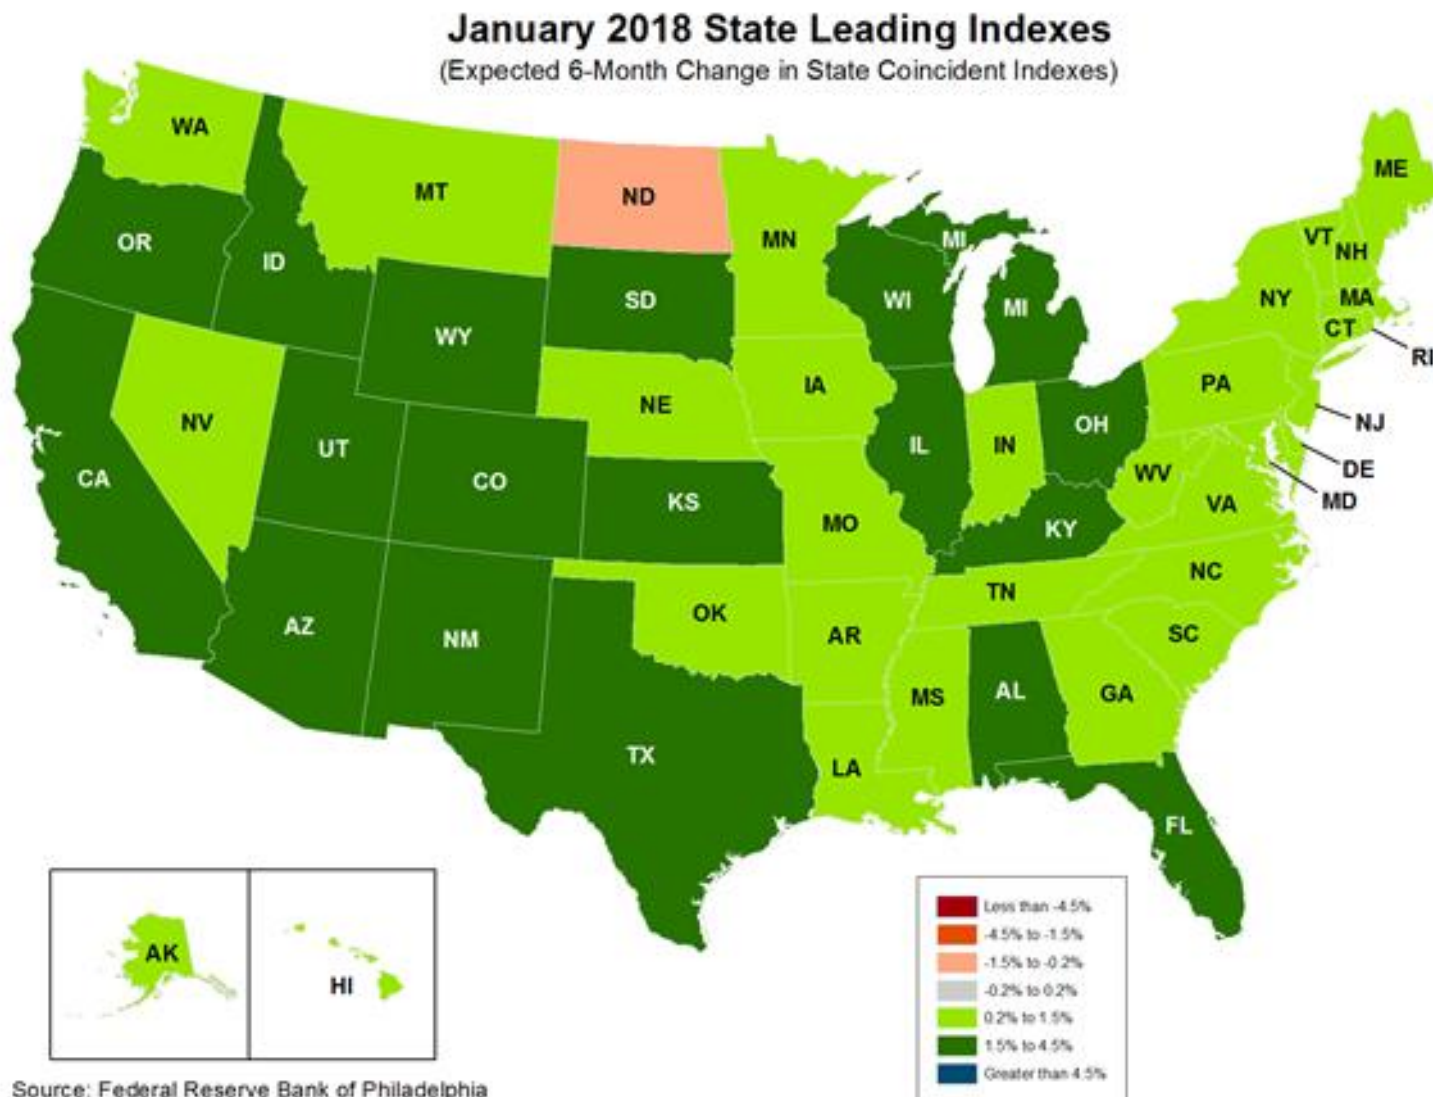 January 2018 State Leading Indexes
(Expected 6-Month Change in State Coincident Indexes)
WA
MT
ND
MN
ME
OR
ID
SD
WI
MI
MI
VT
NH
NY
MA
CT
RI
WY
NE
IA
PA
NV
UT
CO
KS
IL
IN
OH
NJ
DE
MD
CA
MO
KY
WV
VA
AZ
NM
OK
AR
TN
NC
SC
TX
LA
MS
AL
GA
FL
AK
HI
Less than -4.5%
-4.5% to -1.5%
-1.5% to -0.2%
-0.2% to 0.2%
0.2% to 1.5%
1.5% to 4.5%
Greater than 4.5%
Source: Federal Reserve Bank of Philadelphia